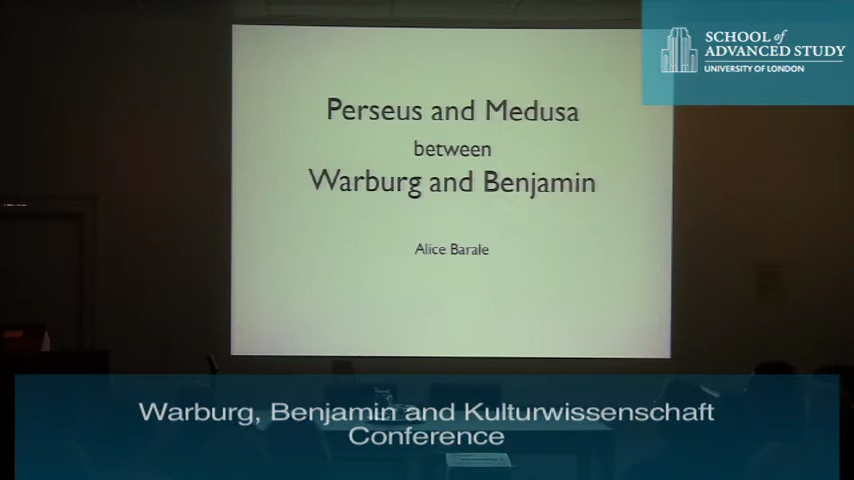 SCHOOL of
ADVANCED STUDY
UNIVERSITY OF LONDON
Perseus and Medusa
between
Warburg and Benjamin
Alice Barale
Warburg, Benjamin and Kulturwissenschaft
Conference